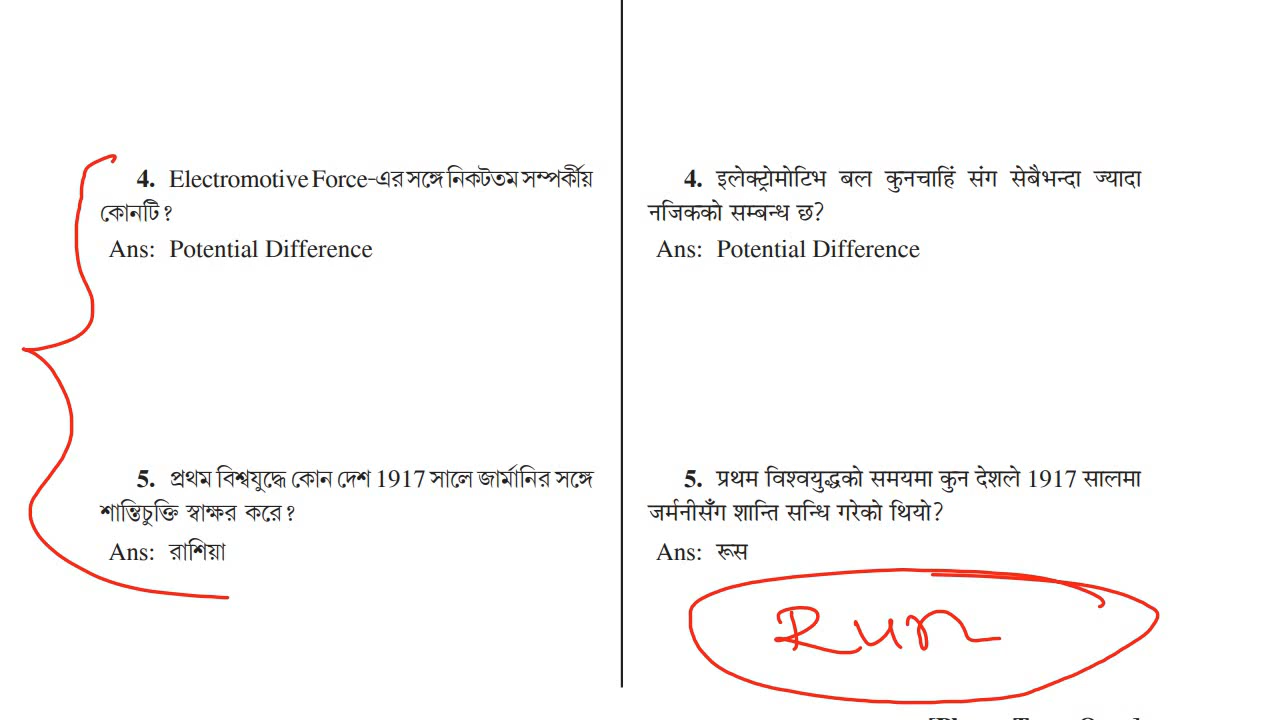 4. Electromotive Force-এর সঙ্গে নিকটতম সম্পর্কীয়
কোনটি ?
Ans: Potential Difference
5. প্রথম বিশ্বযুদ্ধে কোন দেশ 1917 সালে জার্মানির সঙ্গে
শান্তিচুক্তি স্বাক্ষর করে ?
Ans: রাশিয়া
4. इलेक्ट्रोमोटिभ बल कुनचाहिं संग सेबैभन्दा ज्यादा
नजिकको सम्बन्ध छ?
Ans: Potential Difference
5. प्रथम विश्वयुद्धको समयमा कुन देशले 1917 सालमा
जर्मनीसँग शान्ति सन्धि गरेको थियो?
Ans: रूस